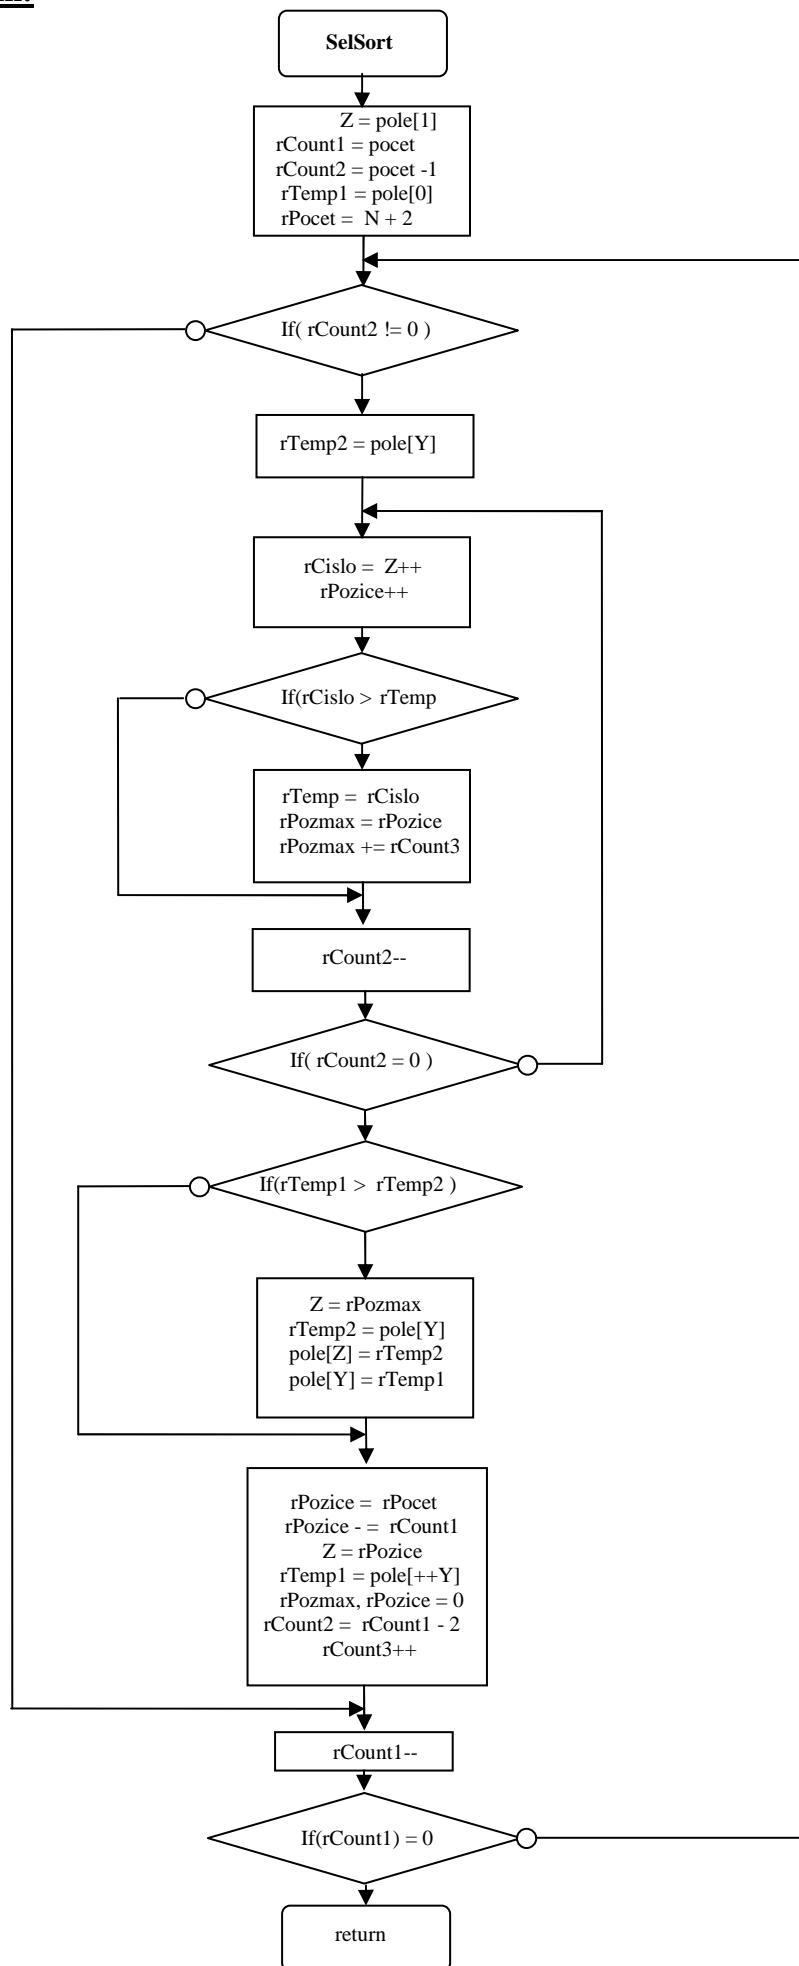 SelSort
Z = pole[1]
rCount1 = pocet
rCount2 = pocet -1
rTemp1 = pole[0]
rPocet = N + 2
If( rCount2 != 0 )
rTemp2 = pole[Y]
rCislo = Z++
rPozice++
If(rCislo > rTemp
rTemp = rCislo
rPozmax = rPozice
rPozmax += rCount3
rCount2--
If( rCount2 = 0 )
If(rTemp1 > rTemp2 )
Z = rPozmax
rTemp2 = pole[Y]
pole[Z] = rTemp2
pole[Y] = rTemp1
rPozice = rPocet
rPozice - = rCount1
Z = rPozice
rTemp1 = pole[++Y]
rPozmax, rPozice = 0
rCount2 = rCount1 - 2
rCount3++
rCount1--
If(rCount1) = 0
return